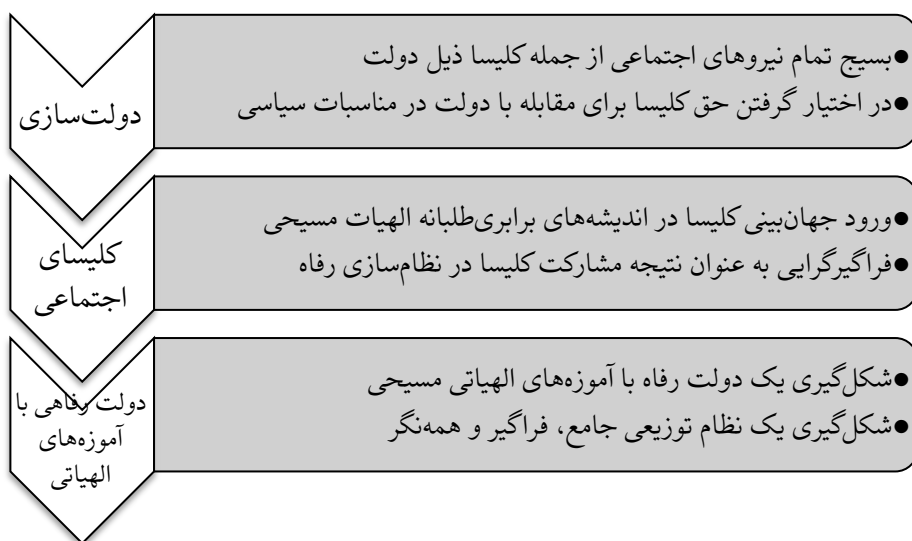 دولت‌سازی
●بسیج تمام نیروهای اجتماعی از جمله کلیسا ذیل دولت
●در اختیار گرفتن حق کلیسا برای مقابله با دولت در مناسبات سیاسی
کلیسای
اجتماعی
●ورود جهان‌بینی کلیسا در اندیشه‌های برابری‌طلبانه الهیات مسیحی
●فراگیرگرایی به عنوان نتیجه مشارکت کلیسا در نظام‌سازی رفاه
دولت رفاهی با
آموزه‌های
الهیاتی
●شکل‌گیری یک دولت رفاه با آموزه‌های الهیاتی مسیحی
●شکل‌گیری یک نظام توزیعی جامع، فراگیر و همه‌نگر